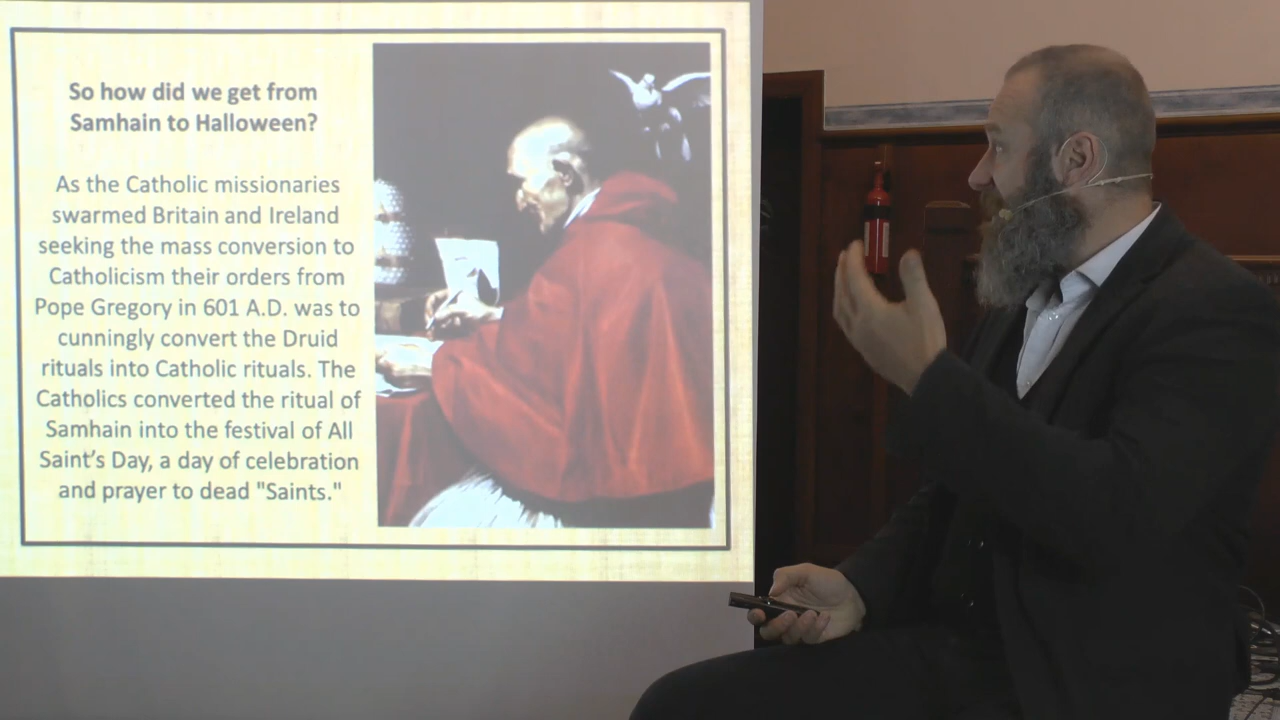 So how did we get from
Samhain to Halloween?
As the Catholic missionaries
swarmed Britain and Ireland
seeking the mass conversion to
Catholicism their orders from
Pope Gregory in 601 A.D. was to
cunningly convert the Druid
rituals into Catholic rituals. The
Catholics converted the ritual of
Samhain into the festival of All
Saint's Day, a day of celebration
and prayer to dead "Saints."